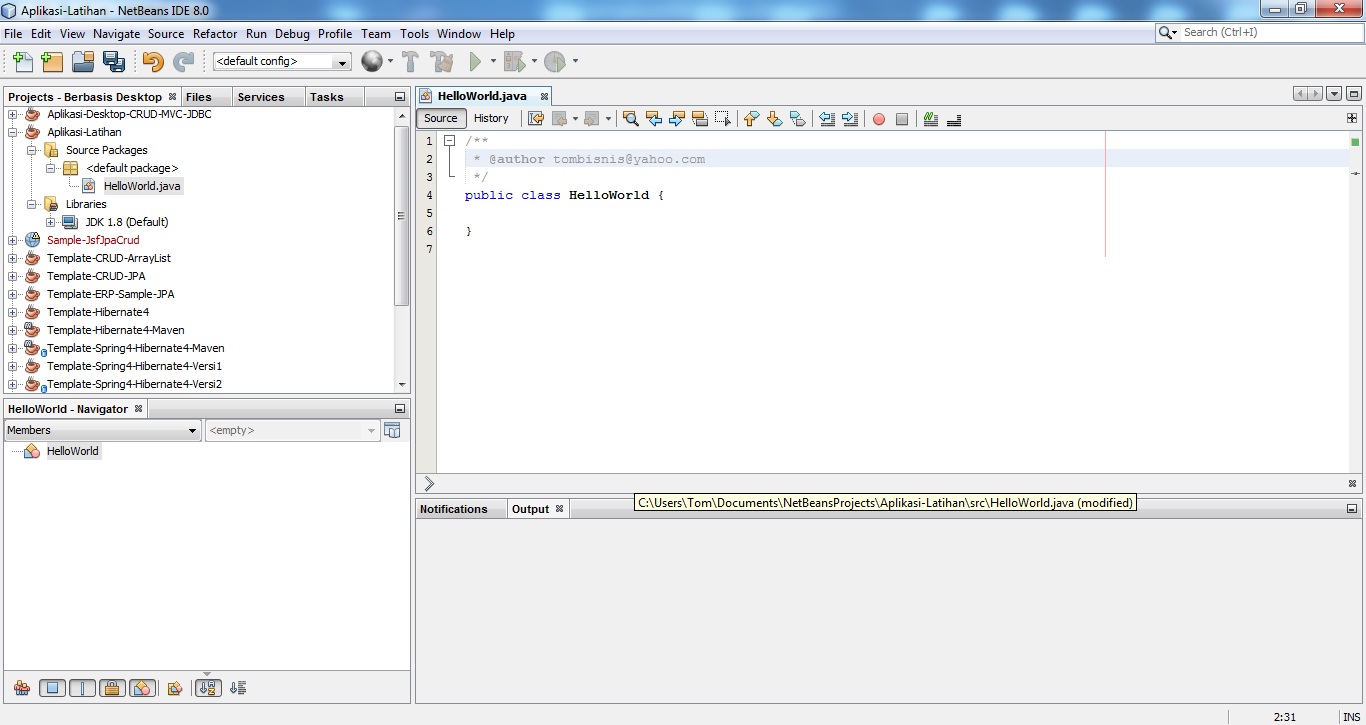 Aplikasi-Latihan - NetBeans IDE 8.0
File Edit View Navigate Source Refactor Run Debug Profile Team Tools Window Help
Search (Ctrl+I)
<default config>
Projects - Berbasis Desktop Files Services Tasks
Aplikasi-Desktop-CRUD-MVC-JDBC
Aplikasi-Latihan
Source Packages
<default package>
HelloWorld.java
Libraries
JDK 1.8 (Default)
Sample-JsfJpaCrud
Template-CRUD-ArrayList
Template-CRUD-JPA
Template-ERP-Sample-JPA
Template-Hibernate4
Template-Hibernate4-Maven
Template-Spring4-Hibernate4-Maven
Template-Spring4-Hibernate4-Versi1
Template-Spring4-Hibernate4-Versi2
HelloWorld - Navigator
Members <empty>
HelloWorld
HelloWorld.java
Source History
1 /**
2 * @author tombisnis@yahoo.com
3 */
4 public class HelloWorld {
5
6 }
7
C:\Users\Tom\Documents\NetBeansProjects\Aplikasi-Latihan\src\HelloWorld.java (modified)
Notifications Output
2:31 INS